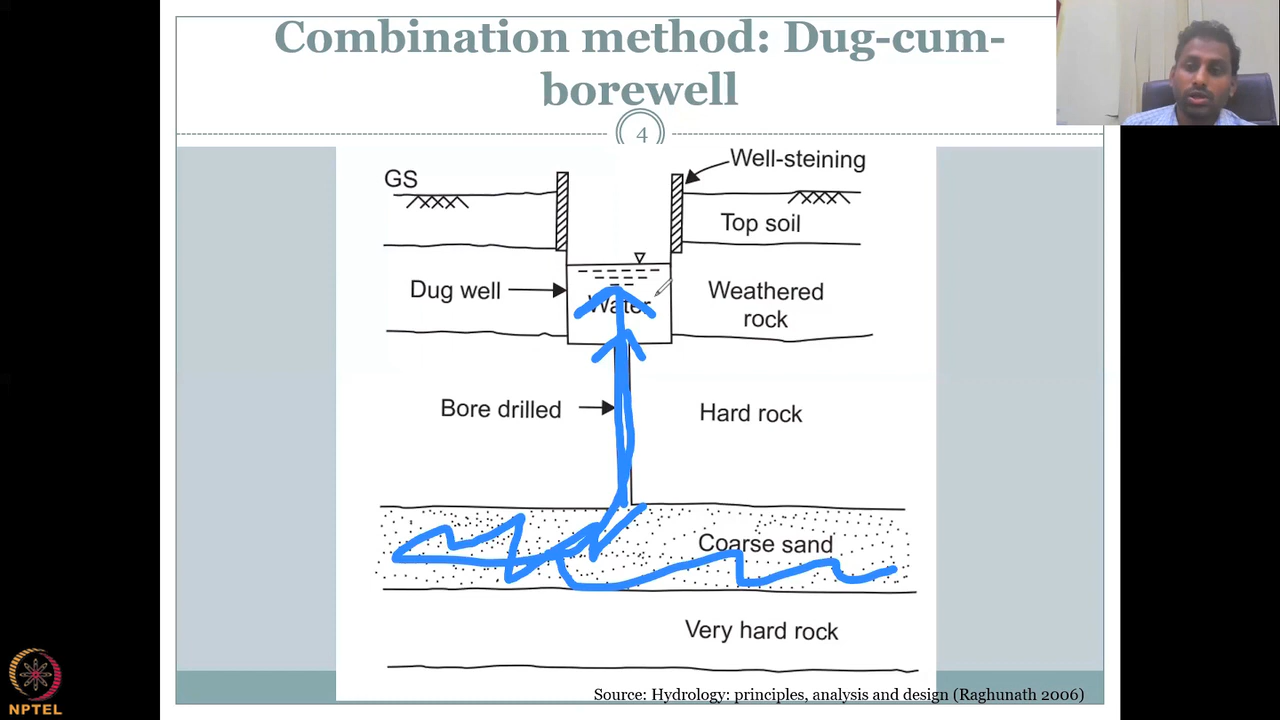 Combination method: Dug-cum-
borewell
4
Well-steining
GS
Top soil
Dug well
Water
Weathered
rock
Bore drilled
Hard rock
Coarse sand
Very hard rock
Source: Hydrology: principles, analysis and design (Raghunath 2006)
NPTEL